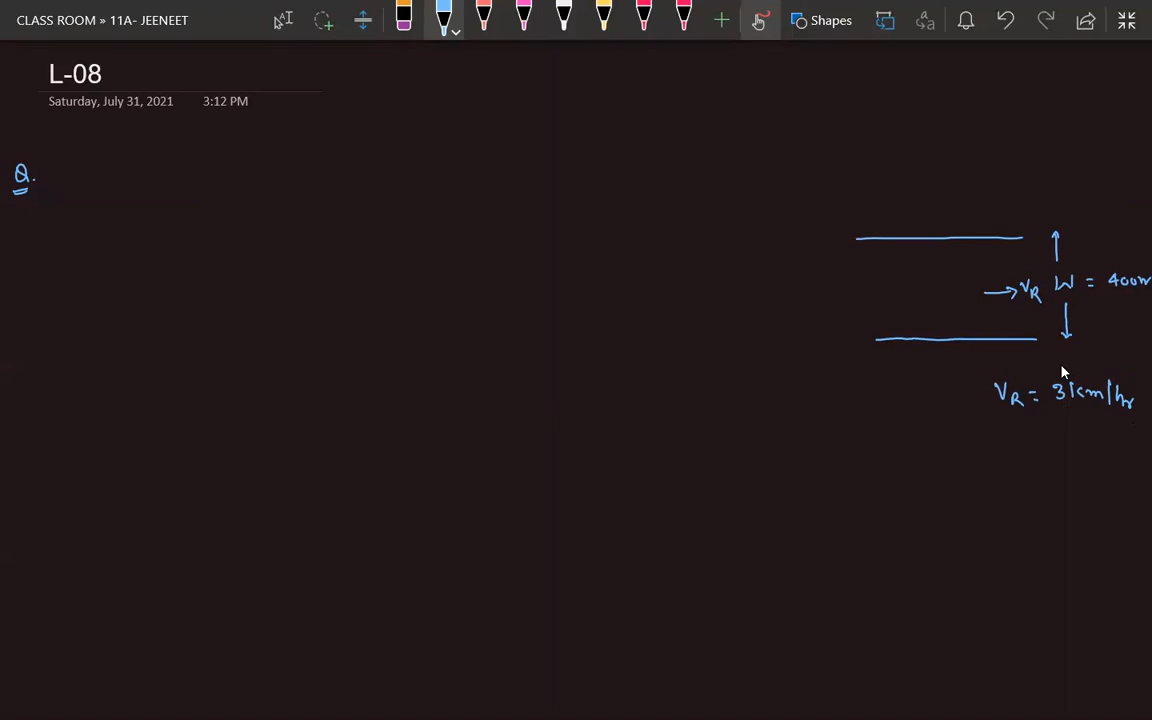 CLASS ROOM » 11A- JEENEET
Shapes
L-08
Saturday, July 31, 2021 3:12 PM
Q.
→ VR W = 400m
VR = 3km/hr